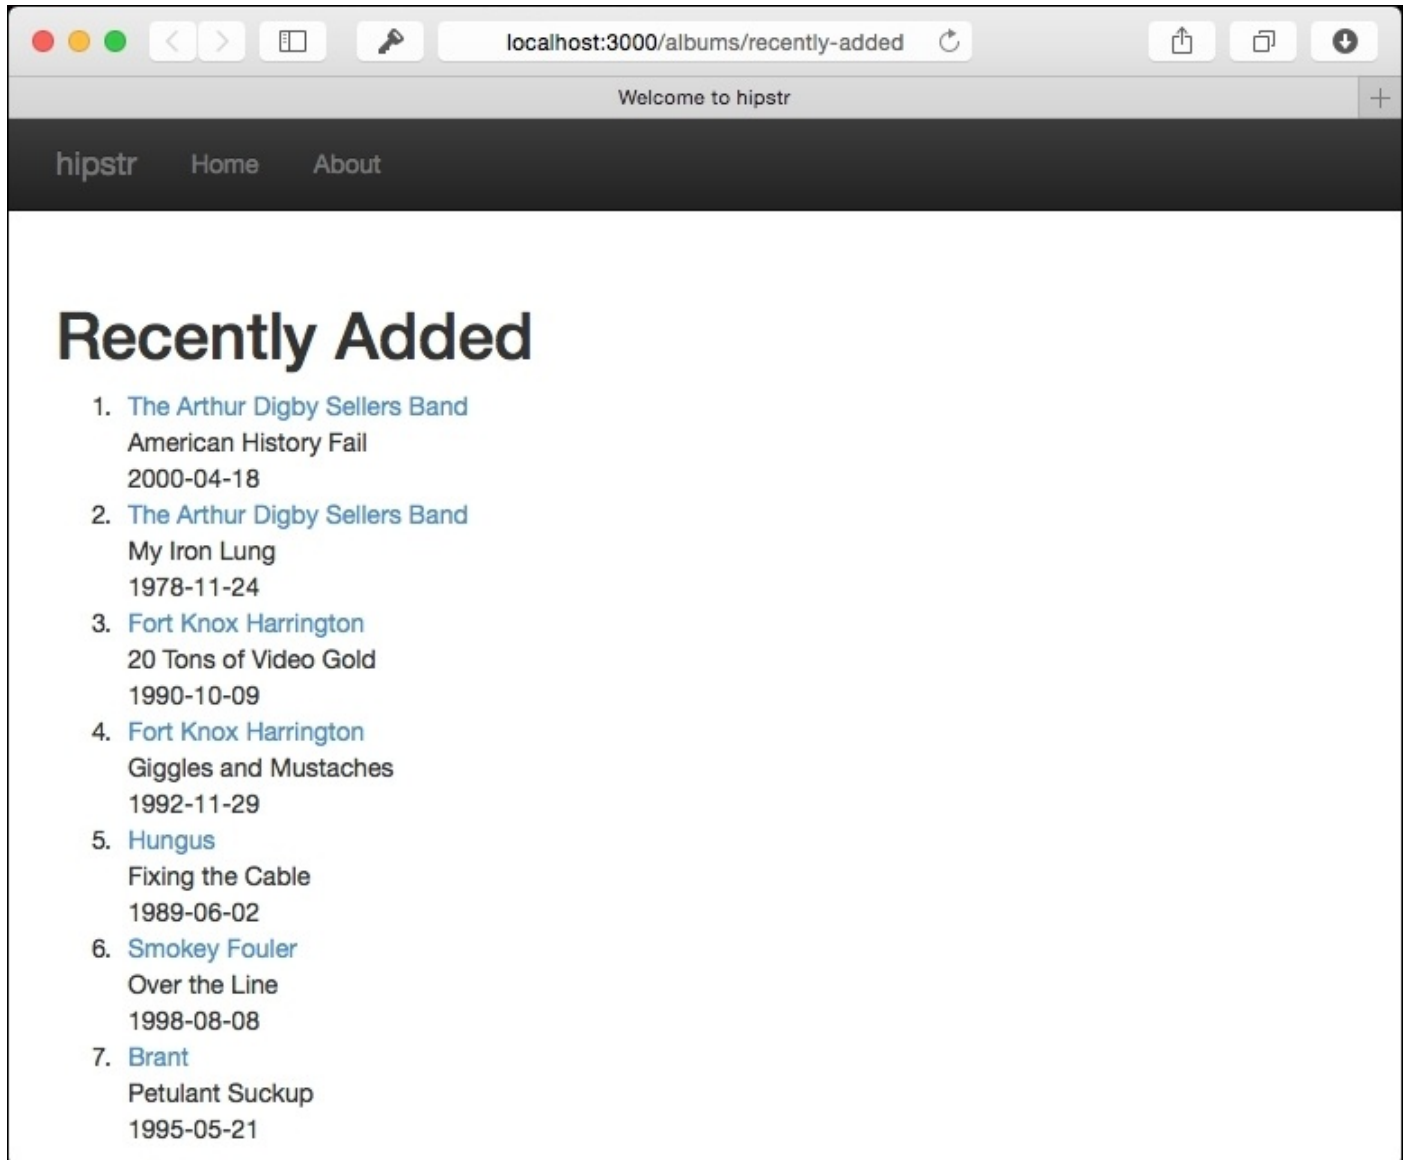 localhost:3000/albums/recently-added
Welcome to hipstr
hipstr Home About
Recently Added
1. The Arthur Digby Sellers Band
American History Fail
2000-04-18
2. The Arthur Digby Sellers Band
My Iron Lung
1978-11-24
3. Fort Knox Harrington
20 Tons of Video Gold
1990-10-09
4. Fort Knox Harrington
Giggles and Mustaches
1992-11-29
5. Hungus
Fixing the Cable
1989-06-02
6. Smokey Fouler
Over the Line
1998-08-08
7. Brant
Petulant Suckup
1995-05-21